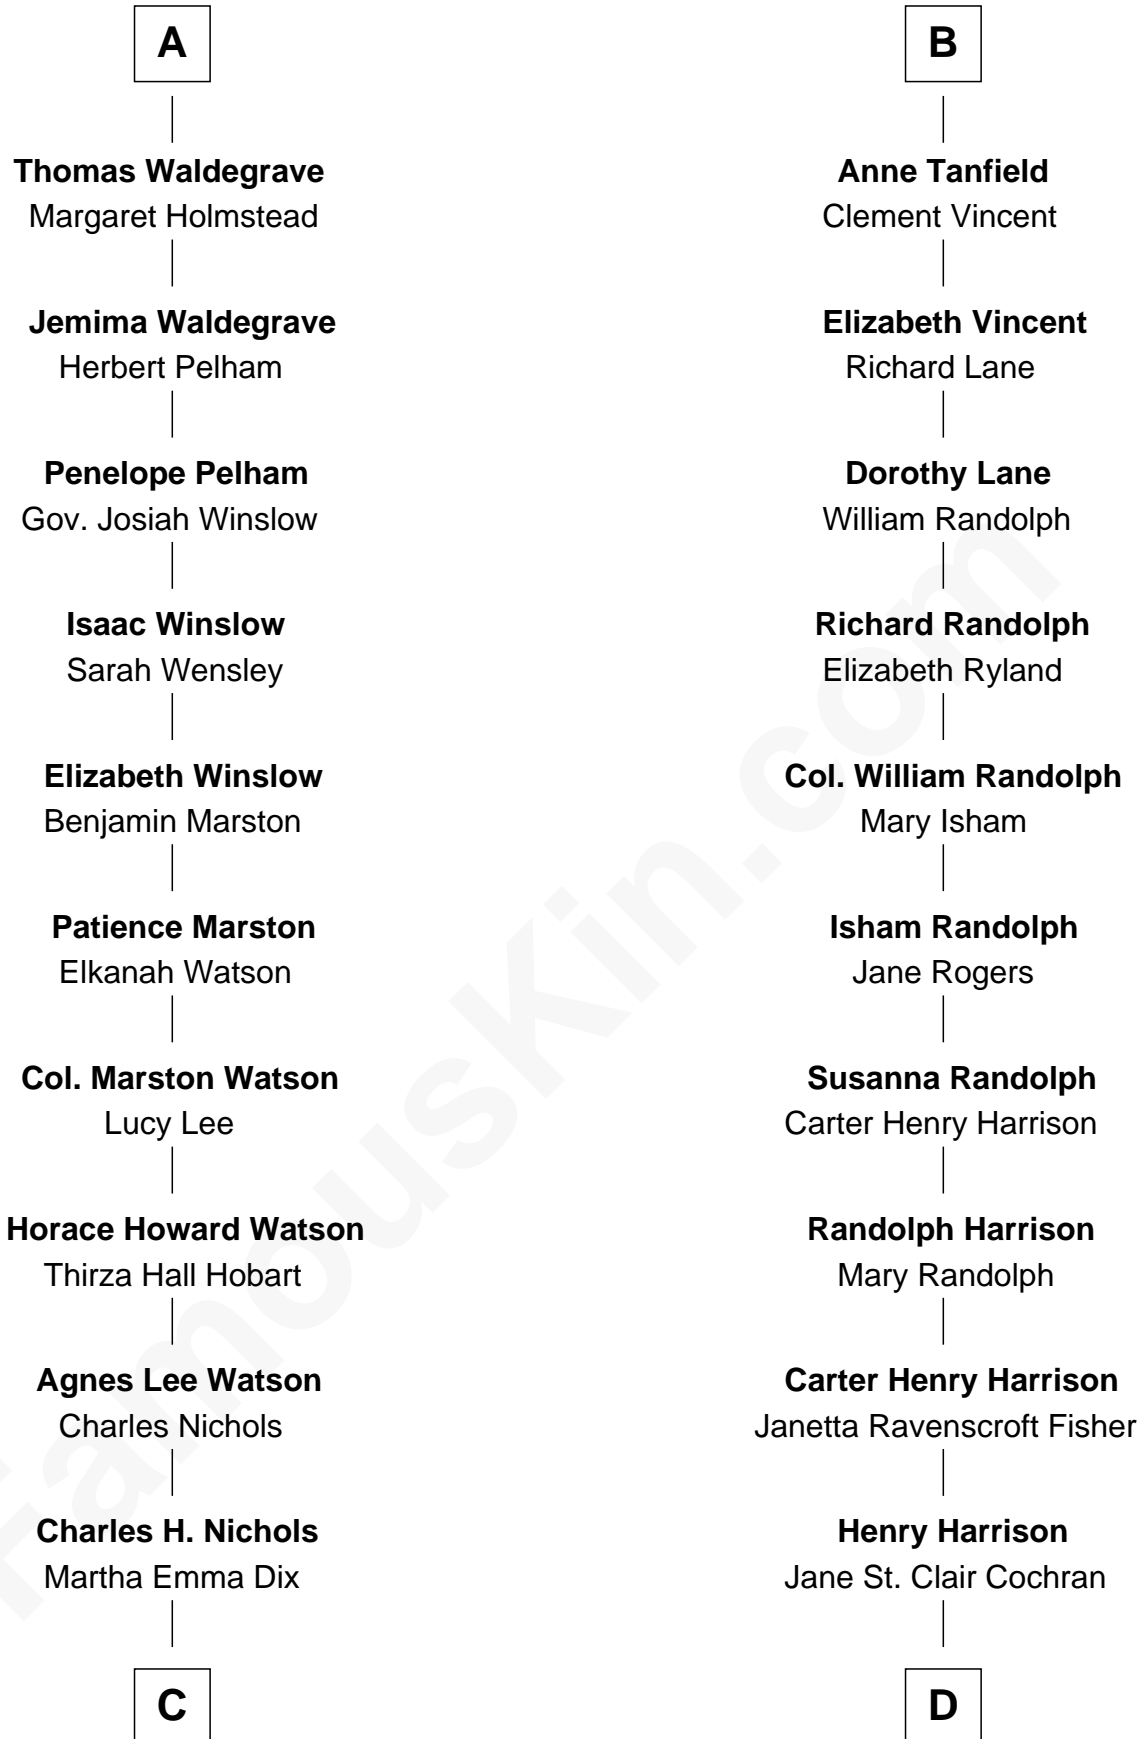 A
Thomas Waldegrave
Margaret Holmstead
Jemima Waldegrave
Herbert Pelham
Penelope Pelham
Gov. Josiah Winslow
Isaac Winslow
Sarah Wensley
Elizabeth Winslow
Benjamin Marston
Patience Marston
Elkanah Watson
Col. Marston Watson
Lucy Lee
Horace Howard Watson
Thirza Hall Hobart
Agnes Lee Watson
Charles Nichols
Charles H. Nichols
Martha Emma Dix
C
B
Anne Tanfield
Clement Vincent
Elizabeth Vincent
Richard Lane
Dorothy Lane
William Randolph
Richard Randolph
Elizabeth Ryland
Col. William Randolph
Mary Isham
Isham Randolph
Jane Rogers
Susanna Randolph
Carter Henry Harrison
Randolph Harrison
Mary Randolph
Carter Henry Harrison
Janetta Ravenscroft Fisher
Henry Harrison
Jane St. Clair Cochran
D
FamousKin.com